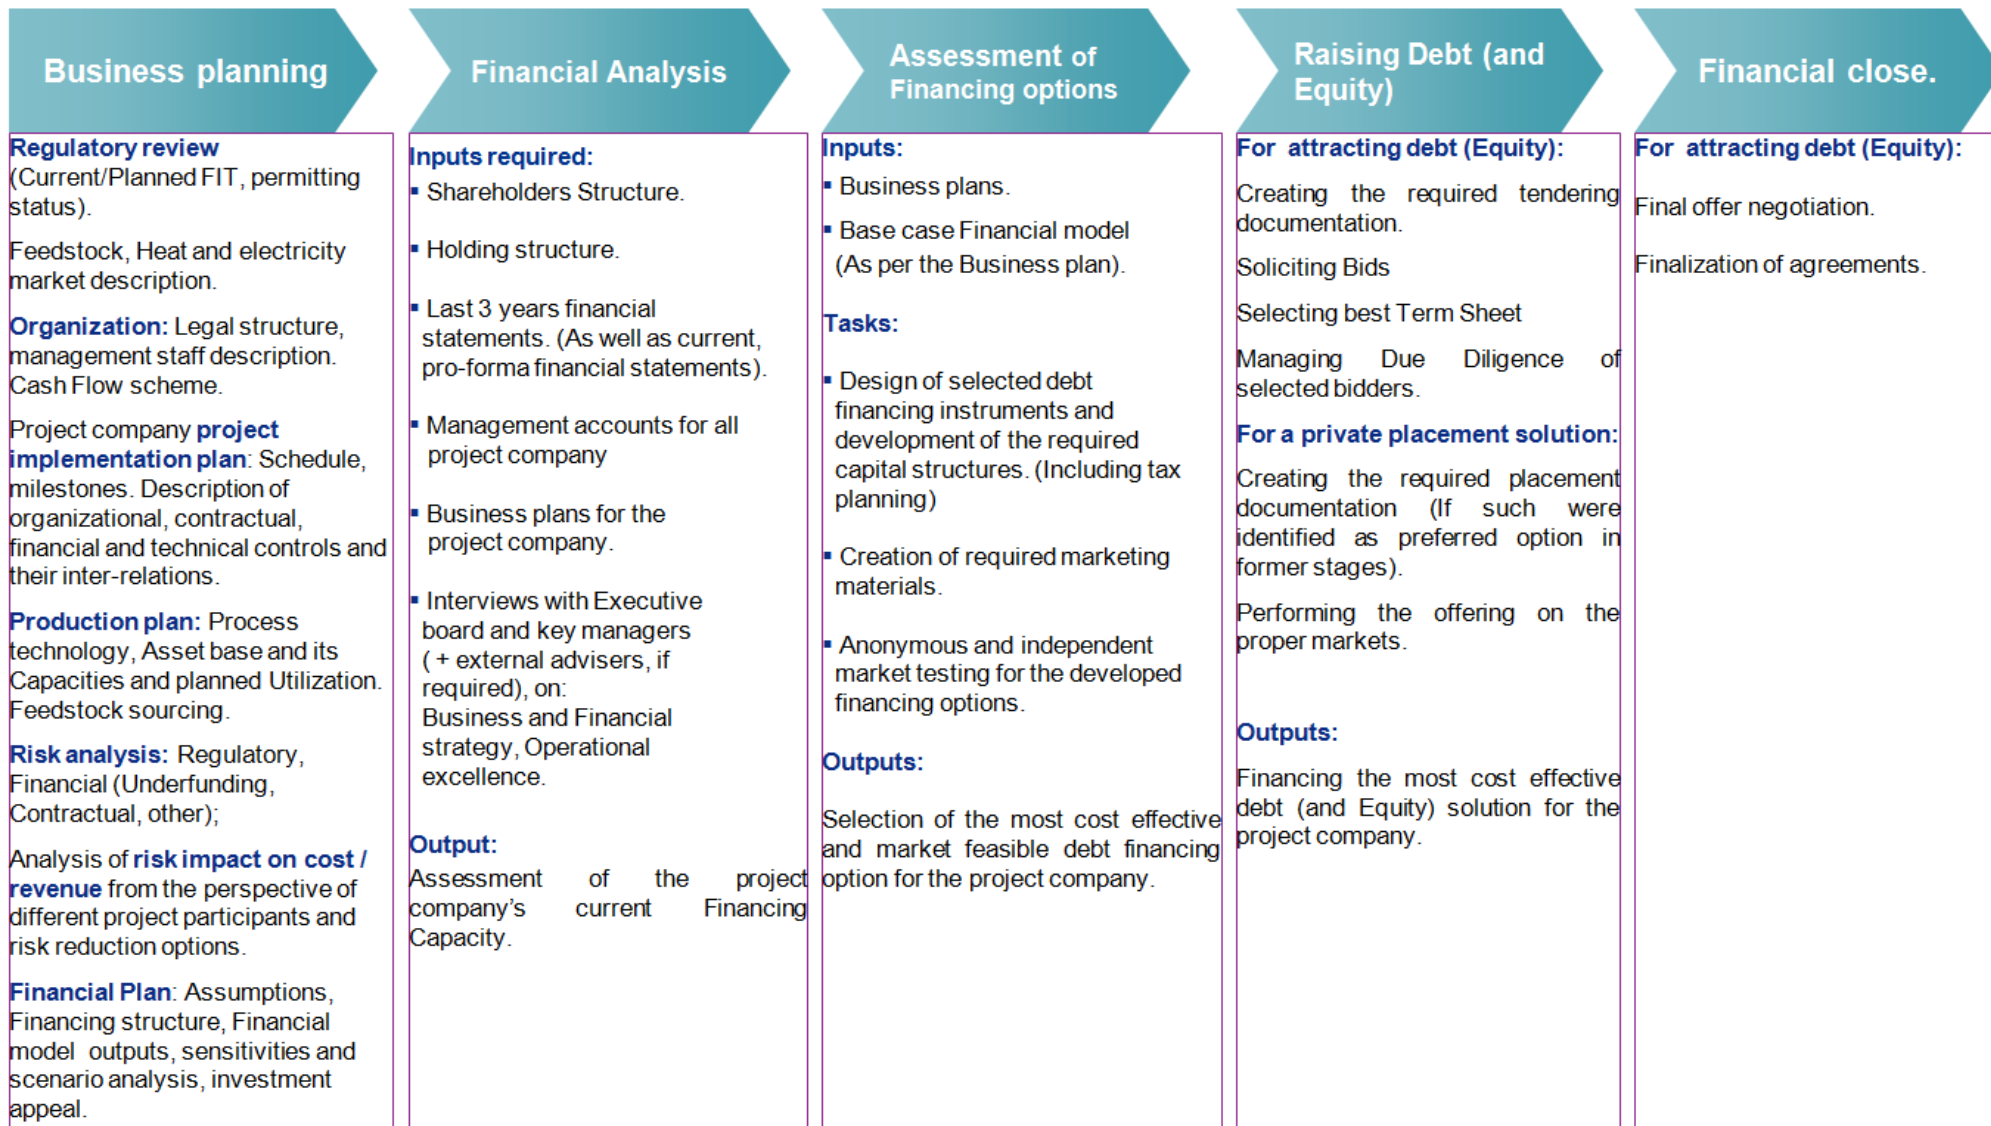 Business planning
Regulatory review
(Current/Planned FIT, permitting
status).
Feedstock, Heat and electricity
market description.
Organization: Legal structure,
management staff description.
Cash Flow scheme.
Project company project
implementation plan: Schedule,
milestones. Description of
organizational, contractual,
financial and technical controls and
their inter-relations.
Production plan: Process
technology, Asset base and its
Capacities and planned Utilization.
Feedstock sourcing.
Risk analysis: Regulatory,
Financial (Underfunding,
Contractual, other);
Analysis of risk impact on cost /
revenue from the perspective of
different project participants and
risk reduction options.
Financial Plan: Assumptions,
Financing structure, Financial
model outputs, sensitivities and
scenario analysis, investment
appeal.
Financial Analysis
Inputs required:
▪ Shareholders Structure.
▪ Holding structure.
▪ Last 3 years financial
statements. (As well as current,
pro-forma financial statements).
▪ Management accounts for all
project company
▪ Business plans for the
project company.
▪ Interviews with Executive
board and key managers
( + external advisers, if
required), on:
Business and Financial
strategy, Operational
excellence.
Output:
Assessment of the project
company’s current Financing
Capacity.
Assessment of
Financing options
Inputs:
▪ Business plans.
▪ Base case Financial model
(As per the Business plan).
Tasks:
▪ Design of selected debt
financing instruments and
development of the required
capital structures. (Including tax
planning)
▪ Creation of required marketing
materials.
▪ Anonymous and independent
market testing for the developed
financing options.
Outputs:
Selection of the most cost effective
and market feasible debt financing
option for the project company.
Raising Debt (and
Equity)
For attracting debt (Equity):
Creating the required tendering
documentation.
Soliciting Bids
Selecting best Term Sheet
Managing Due Diligence of
selected bidders.
For a private placement solution:
Creating the required placement
documentation (If such were
identified as preferred option in
former stages).
Performing the offering on the
proper markets.
Outputs:
Financing the most cost effective
debt (and Equity) solution for the
project company.
Financial close.
For attracting debt (Equity):
Final offer negotiation.
Finalization of agreements.